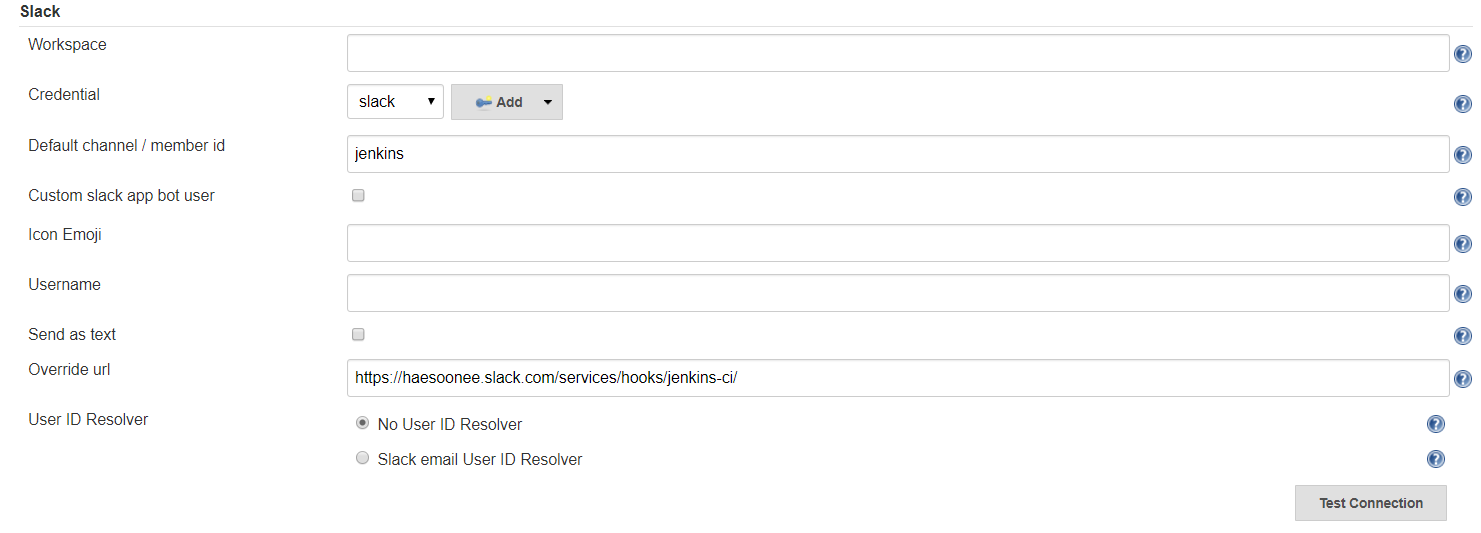 Slack
Workspace
Credential slack Add
Default channel / member id jenkins
Custom slack app bot user
Icon Emoji
Username
Send as text
Override url https://haesoonee.slack.com/services/hooks/jenkins-ci/
User ID Resolver No User ID Resolver
Slack email User ID Resolver
Test Connection